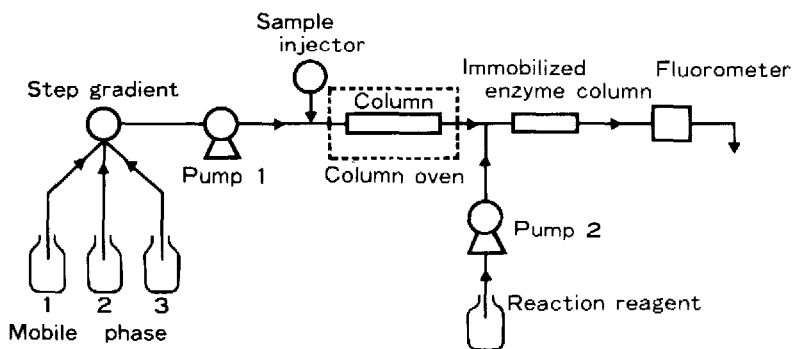 Sample
injector
Step gradient
Pump 1
Column
Column oven
Immobilized
enzyme column
Fluorometer
Pump 2
Reaction reagent
1 2 3
Mobile phase